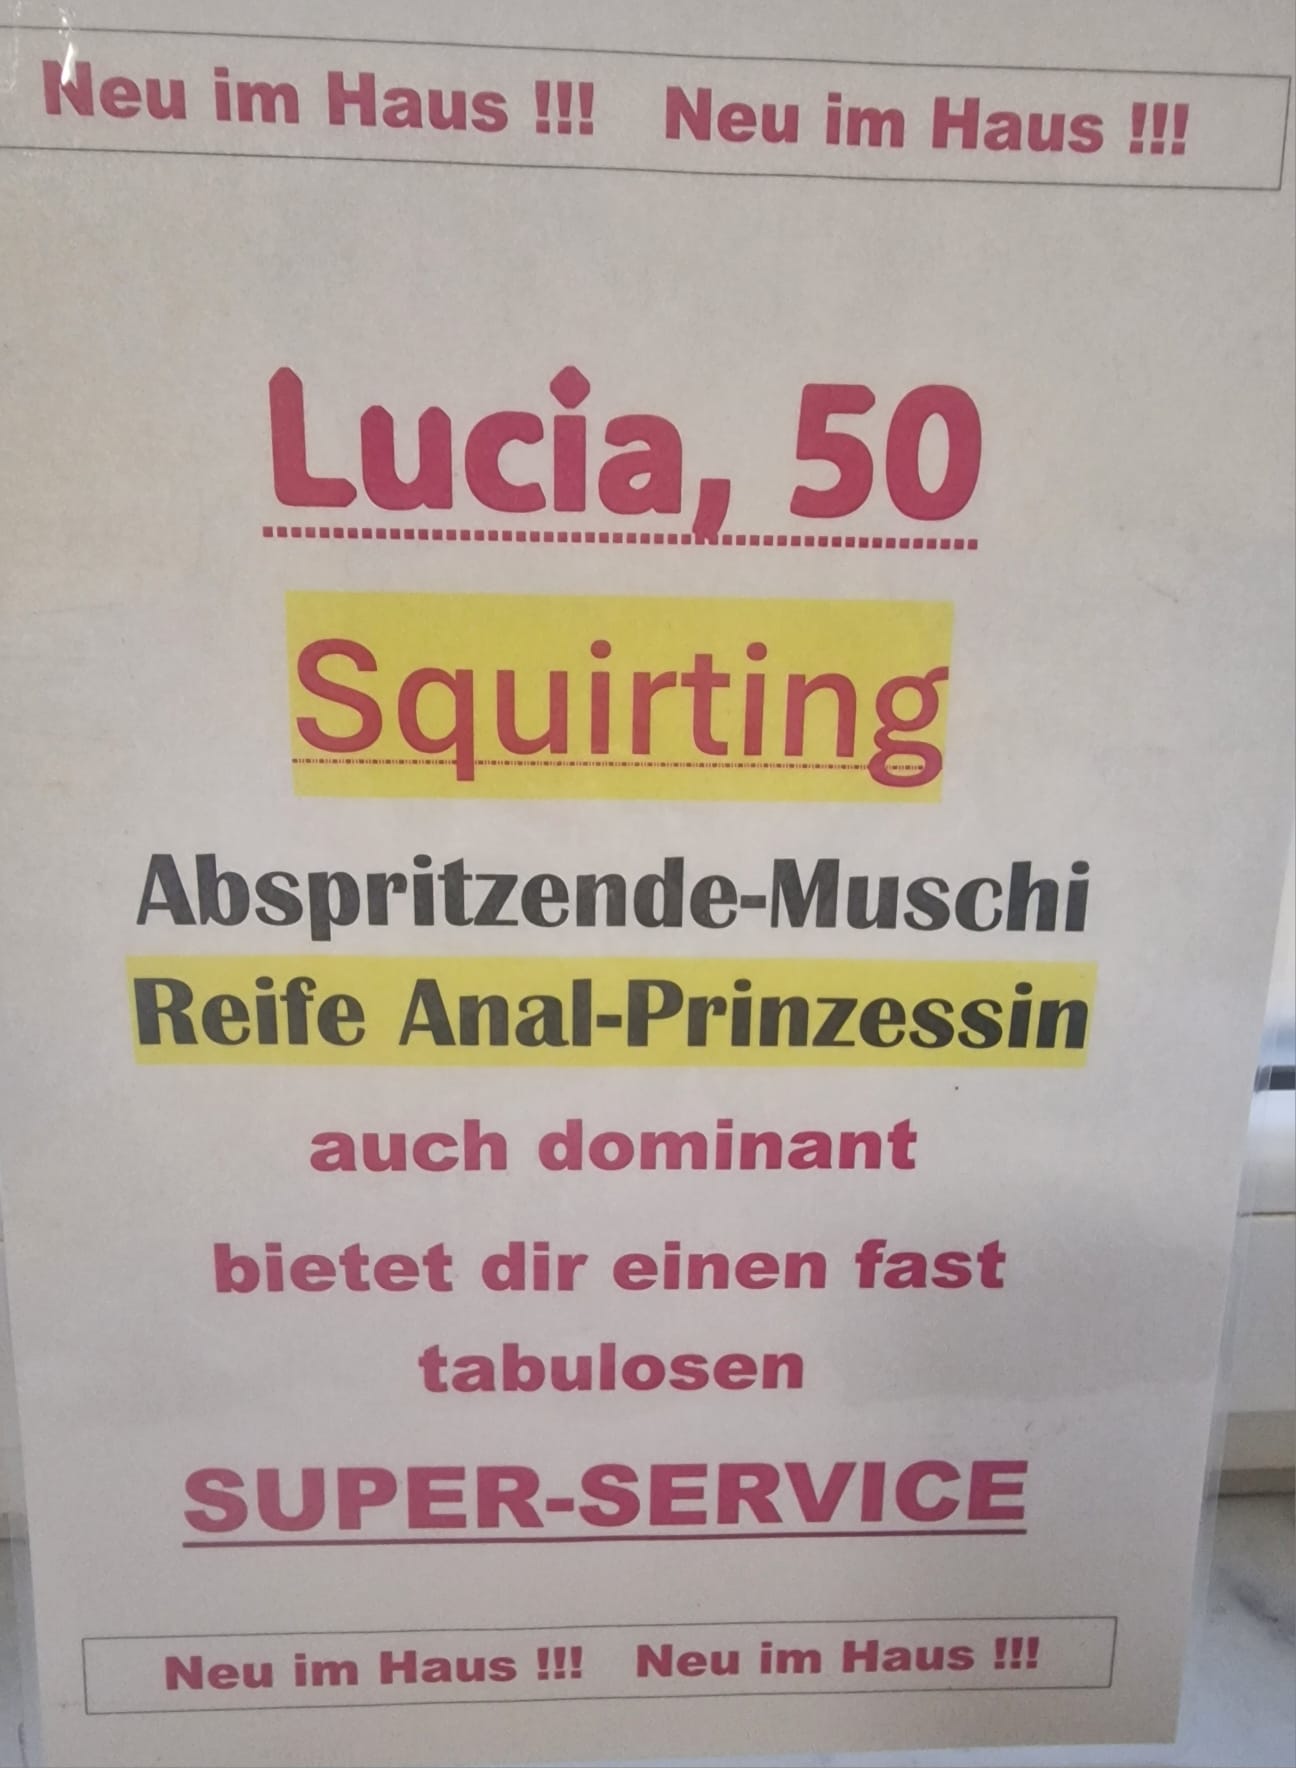 Neu im Haus !!! Neu im Haus !!!
Lucia, 50
Squirting
Abspritzende-Muschi
Reife Anal-Prinzessin
auch dominant
bietet dir einen fast
tabulosen
SUPER-SERVICE
Neu im Haus !!! Neu im Haus !!!